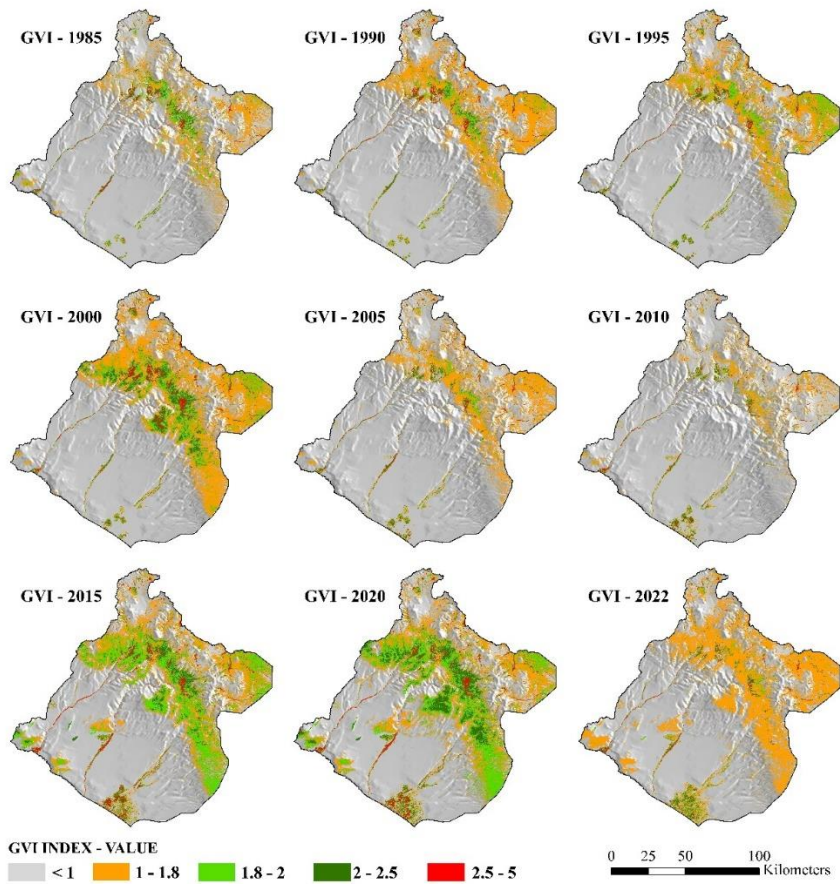 GVI - 1985
GVI - 1990
GVI - 1995
GVI - 2000
GVI - 2005
GVI - 2010
GVI - 2015
GVI - 2020
GVI - 2022
GVI INDEX - VALUE
< 1
1 - 1.8
1.8 - 2
2 - 2.5
2.5 - 5
0 25 50 100
Kilometers